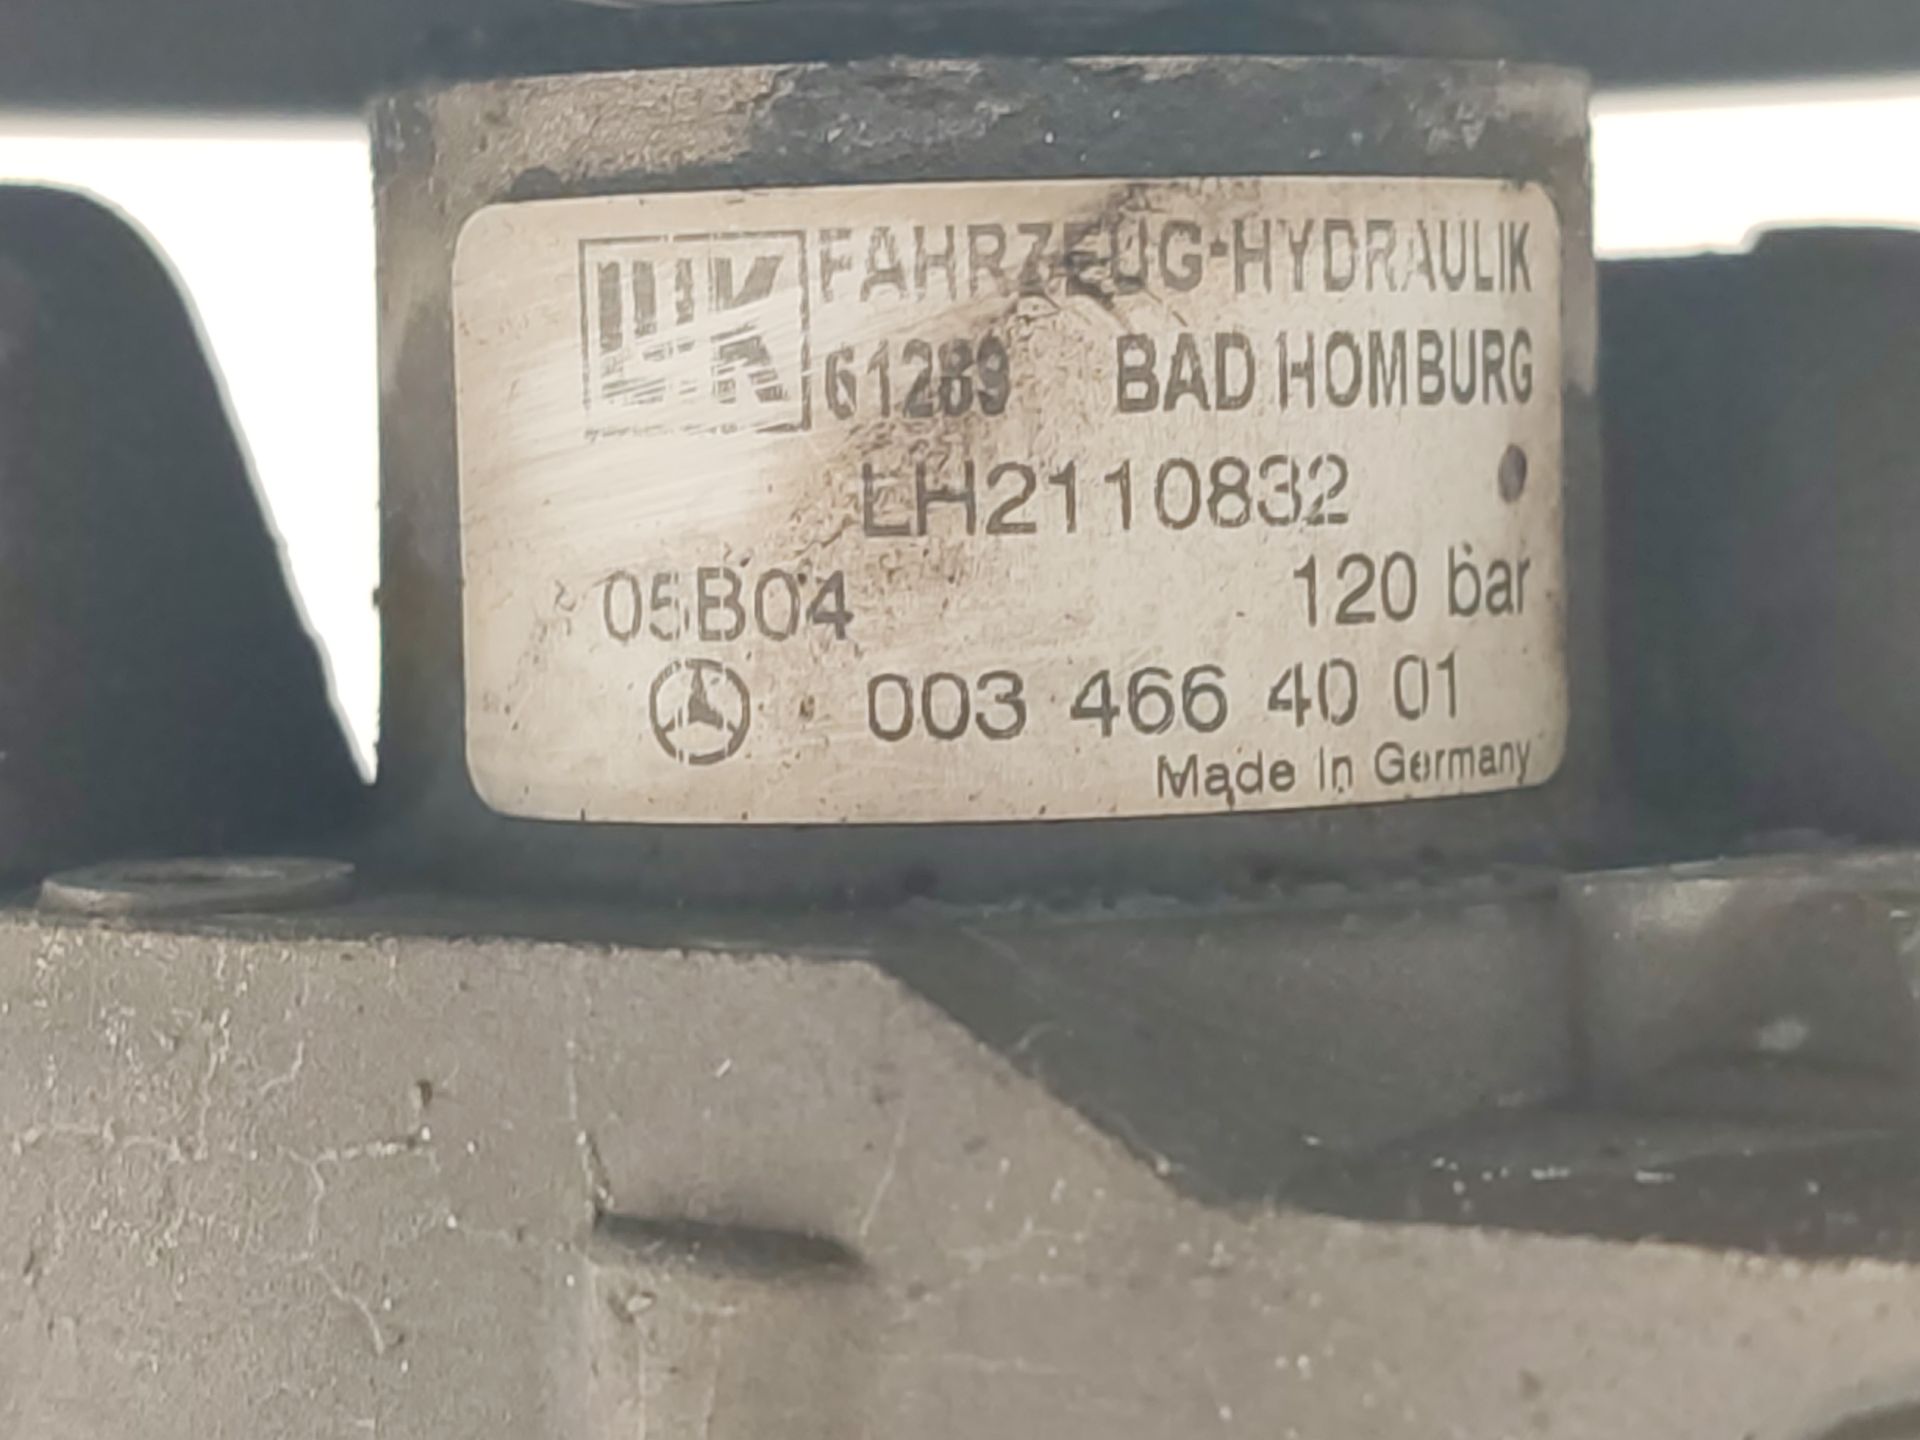 LUK FAHRZEUG-HYDRAULIK
61289 BAD HOMBURG
LH2110832
05B04 120 bar
003 466 40 01
Made in Germany